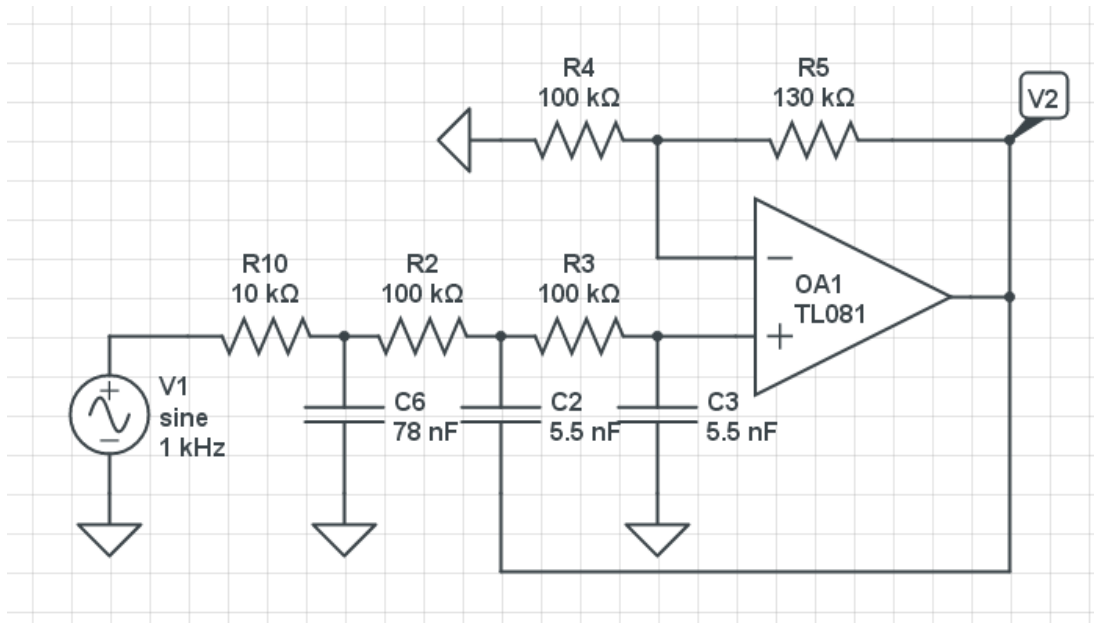 R4
100 kΩ
R5
130 kΩ
V2
R10
10 kΩ
R2
100 kΩ
R3
100 kΩ
OA1
TL081
V1
sine
1 kHz
C6
78 nF
C2
5.5 nF
C3
5.5 nF